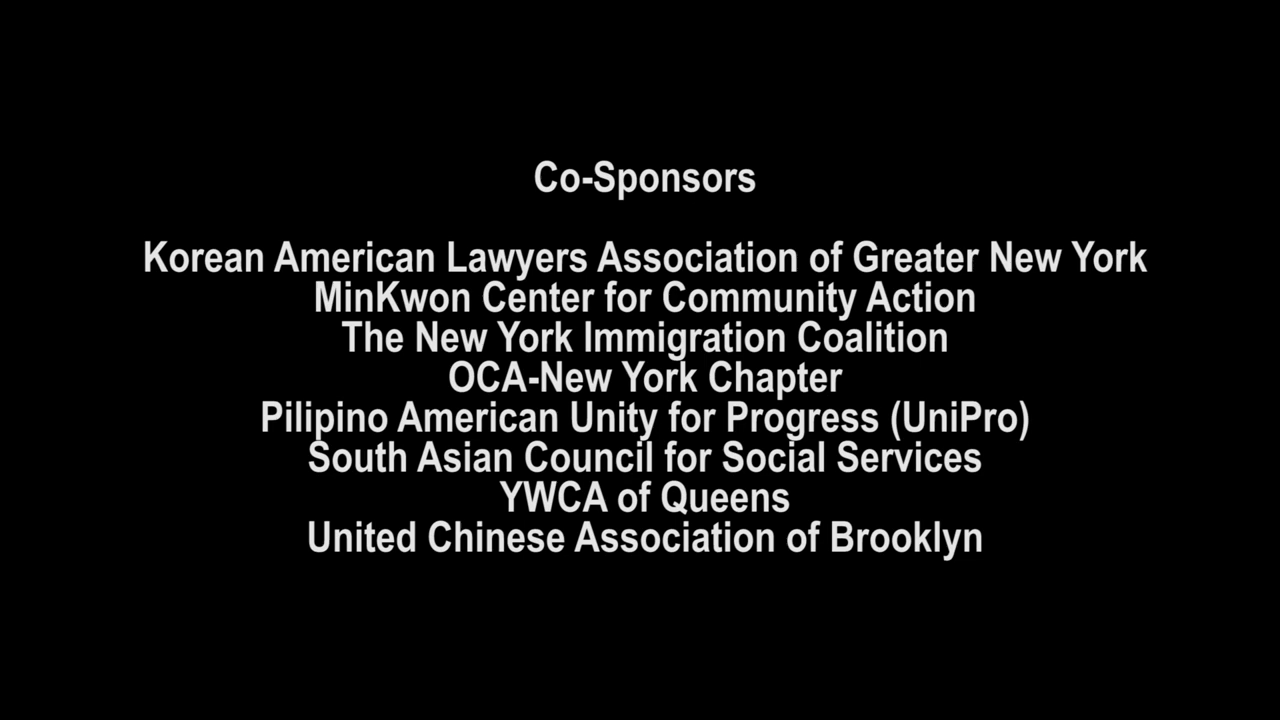 Co-Sponsors
Korean American Lawyers Association of Greater New York
MinKwon Center for Community Action
The New York Immigration Coalition
OCA-New York Chapter
Pilipino American Unity for Progress (UniPro)
South Asian Council for Social Services
YWCA of Queens
United Chinese Association of Brooklyn